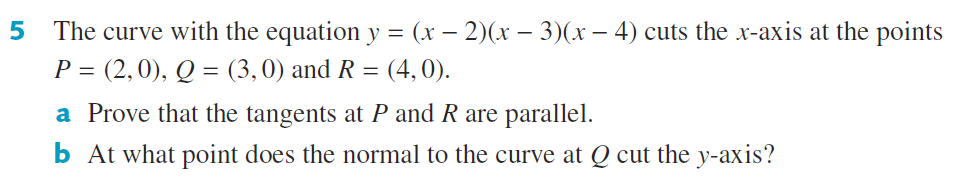 5 The curve with the equation y = (x − 2)(x − 3)(x − 4) cuts the x-axis at the points
P = (2, 0), Q = (3, 0) and R = (4, 0).
a Prove that the tangents at P and R are parallel.
b At what point does the normal to the curve at Q cut the y-axis?